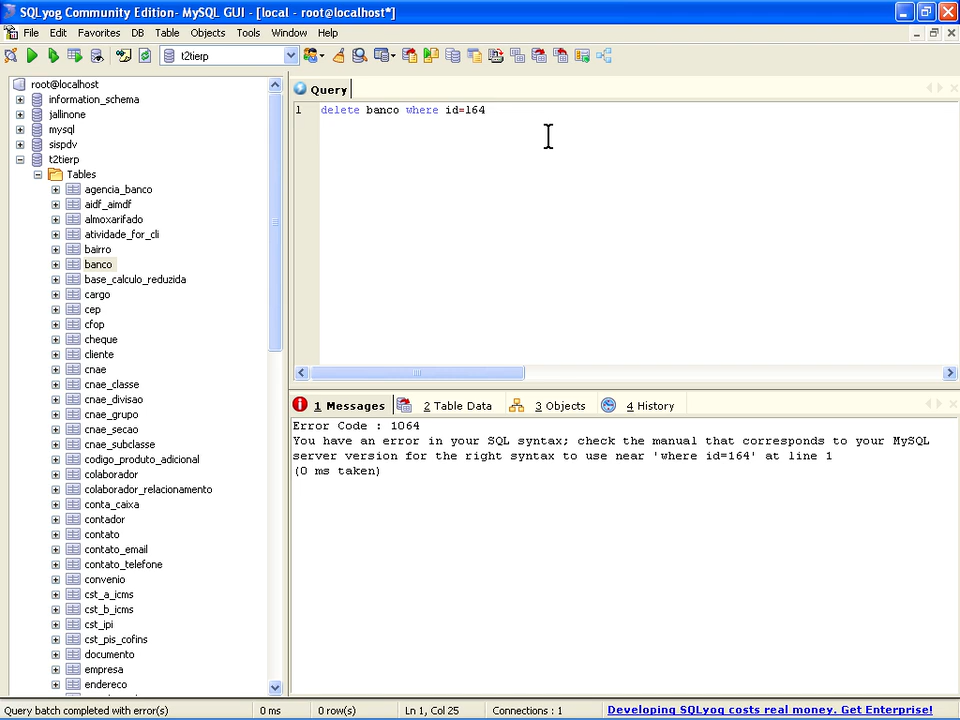 SQLyog Community Edition- MySQL GUI - [local - root@localhost*]
File Edit Favorites DB Table Objects Tools Window Help
t2tierp
root@localhost
information_schema
jallinone
mysql
sispdv
t2tierp
Tables
agencia_banco
aidf_aimdf
almoxarifado
atividade_for_cli
bairro
banco
base_calculo_reduzida
cargo
cep
cfop
cheque
cliente
cnae
cnae_classe
cnae_divisao
cnae_grupo
cnae_secao
cnae_subclasse
codigo_produto_adicional
colaborador
colaborador_relacionamento
conta_caixa
contador
contato
contato_email
contato_telefone
convenio
cst_a_icms
cst_b_icms
cst_ipi
cst_pis_cofins
documento
empresa
endereco
Query
1 delete banco where id=164
1 Messages 2 Table Data 3 Objects 4 History
Error Code : 1064
You have an error in your SQL syntax; check the manual that corresponds to your MySQL
server version for the right syntax to use near 'where id=164' at line 1
(0 ms taken)
Query batch completed with error(s) 0 ms 0 row(s) Ln 1, Col 25 Connections : 1 Developing SQLyog costs real money. Get Enterprise!